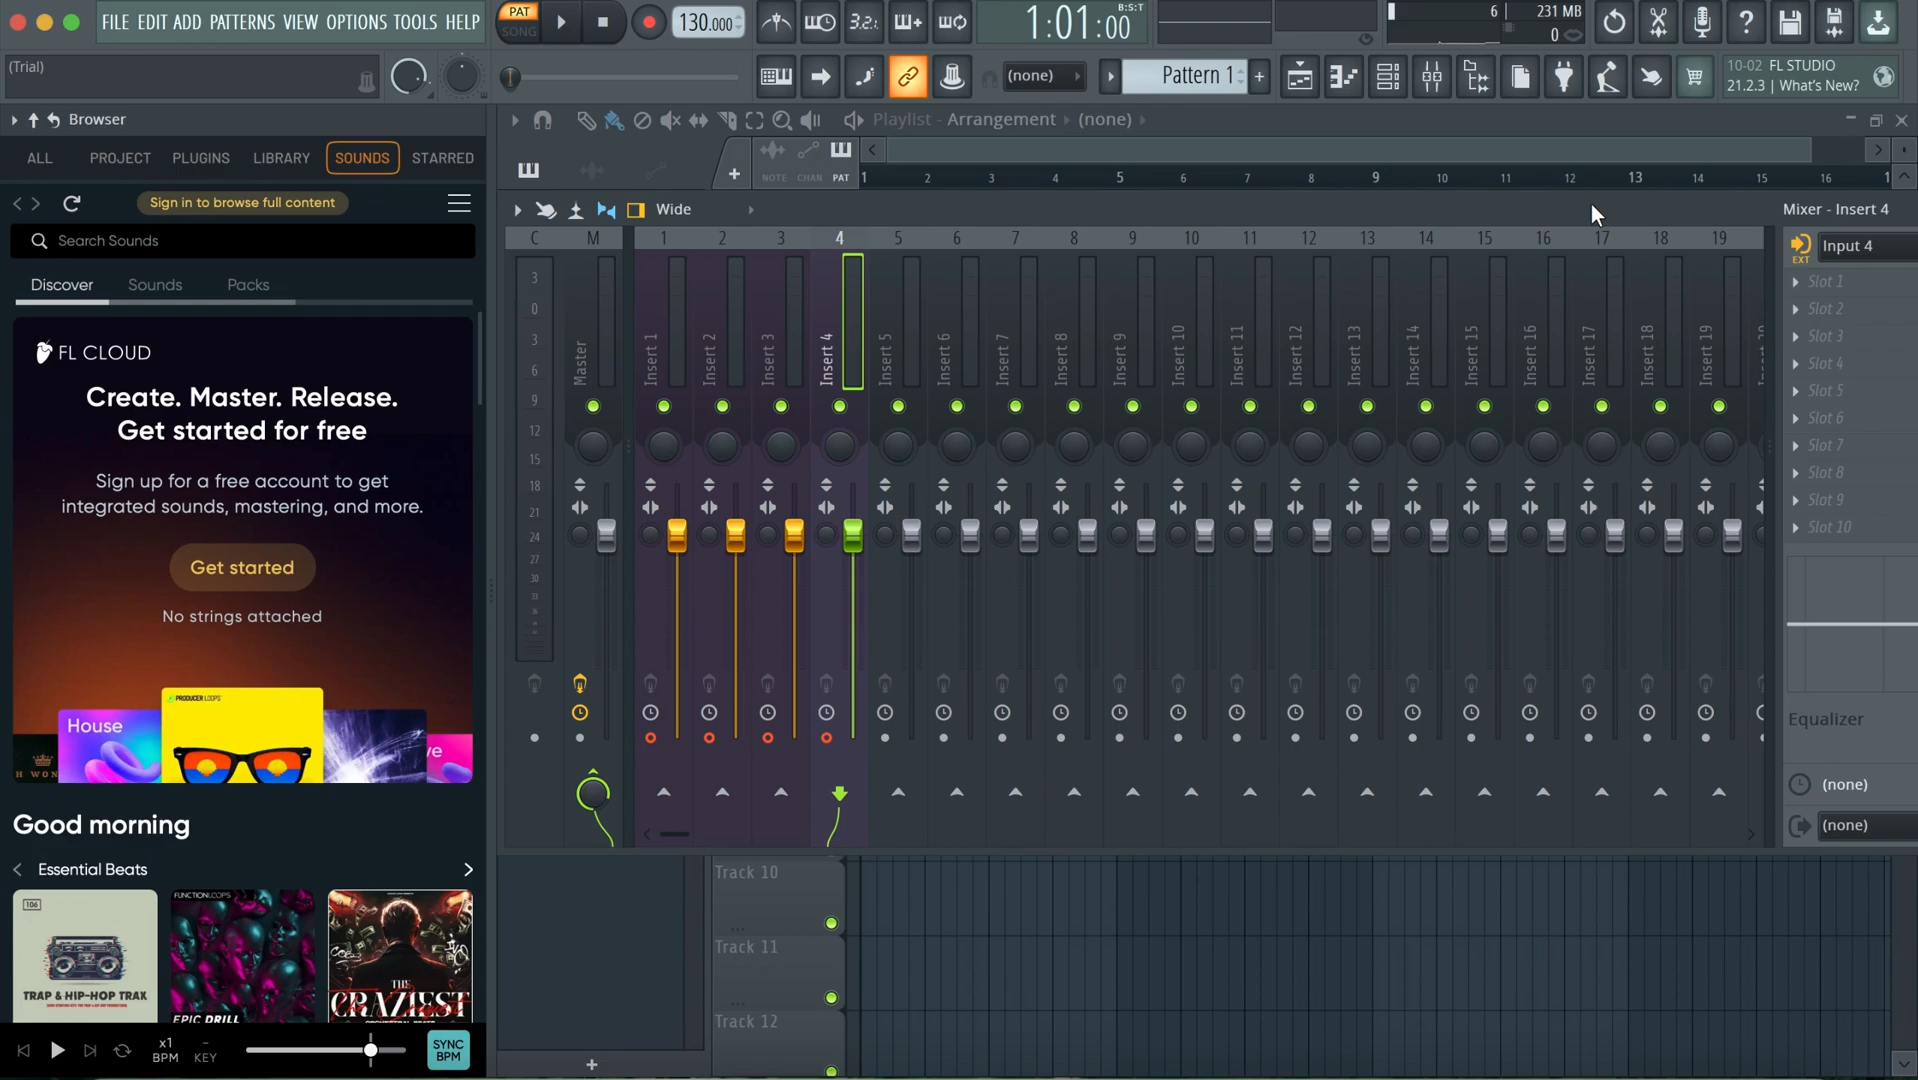 FILE EDIT ADD PATTERNS VIEW OPTIONS TOOLS HELP
PAT
SONG
130.000
3.2.
1:01:00
B:S:T
6
231 MB
0
(Trial)
(none)
Pattern 1
10-02 FL STUDIO
21.2.3 | What's New?
Browser
Playlist - Arrangement (none)
ALL PROJECT PLUGINS LIBRARY SOUNDS STARRED
NOTE CHAN PAT
1 2 3 4 5 6 7 8 9 10 11 12 13 14 15 16 1
Sign in to browse full content
Wide
Mixer - Insert 4
Search Sounds
C M 1 2 3 4 5 6 7 8 9 10 11 12 13 14 15 16 17 18 19
EXT
Input 4
Discover Sounds Packs
Slot 1
Slot 2
Slot 3
Slot 4
Slot 5
Slot 6
Slot 7
Slot 8
Slot 9
Slot 10
3
0
3
6
9
12
15
18
21
24
27
30
33
Master
Insert 1
Insert 2
Insert 3
Insert 4
Insert 5
Insert 6
Insert 7
Insert 8
Insert 9
Insert 10
Insert 11
Insert 12
Insert 13
Insert 14
Insert 15
Insert 16
Insert 17
Insert 18
Insert 19
FL CLOUD
Create. Master. Release.
Get started for free
Sign up for a free account to get
integrated sounds, mastering, and more.
Get started
No strings attached
PRODUCER LOOPS
House
ve
H WON
Equalizer
(none)
(none)
Good morning
Essential Beats
106
TRAP & HIP-HOP TRAX
FUNCTION LOOPS
EPIC DRILL
THE
CRAZIEST
Track 10
...
Track 11
...
Track 12
x1
BPM
-
KEY
SYNC
BPM